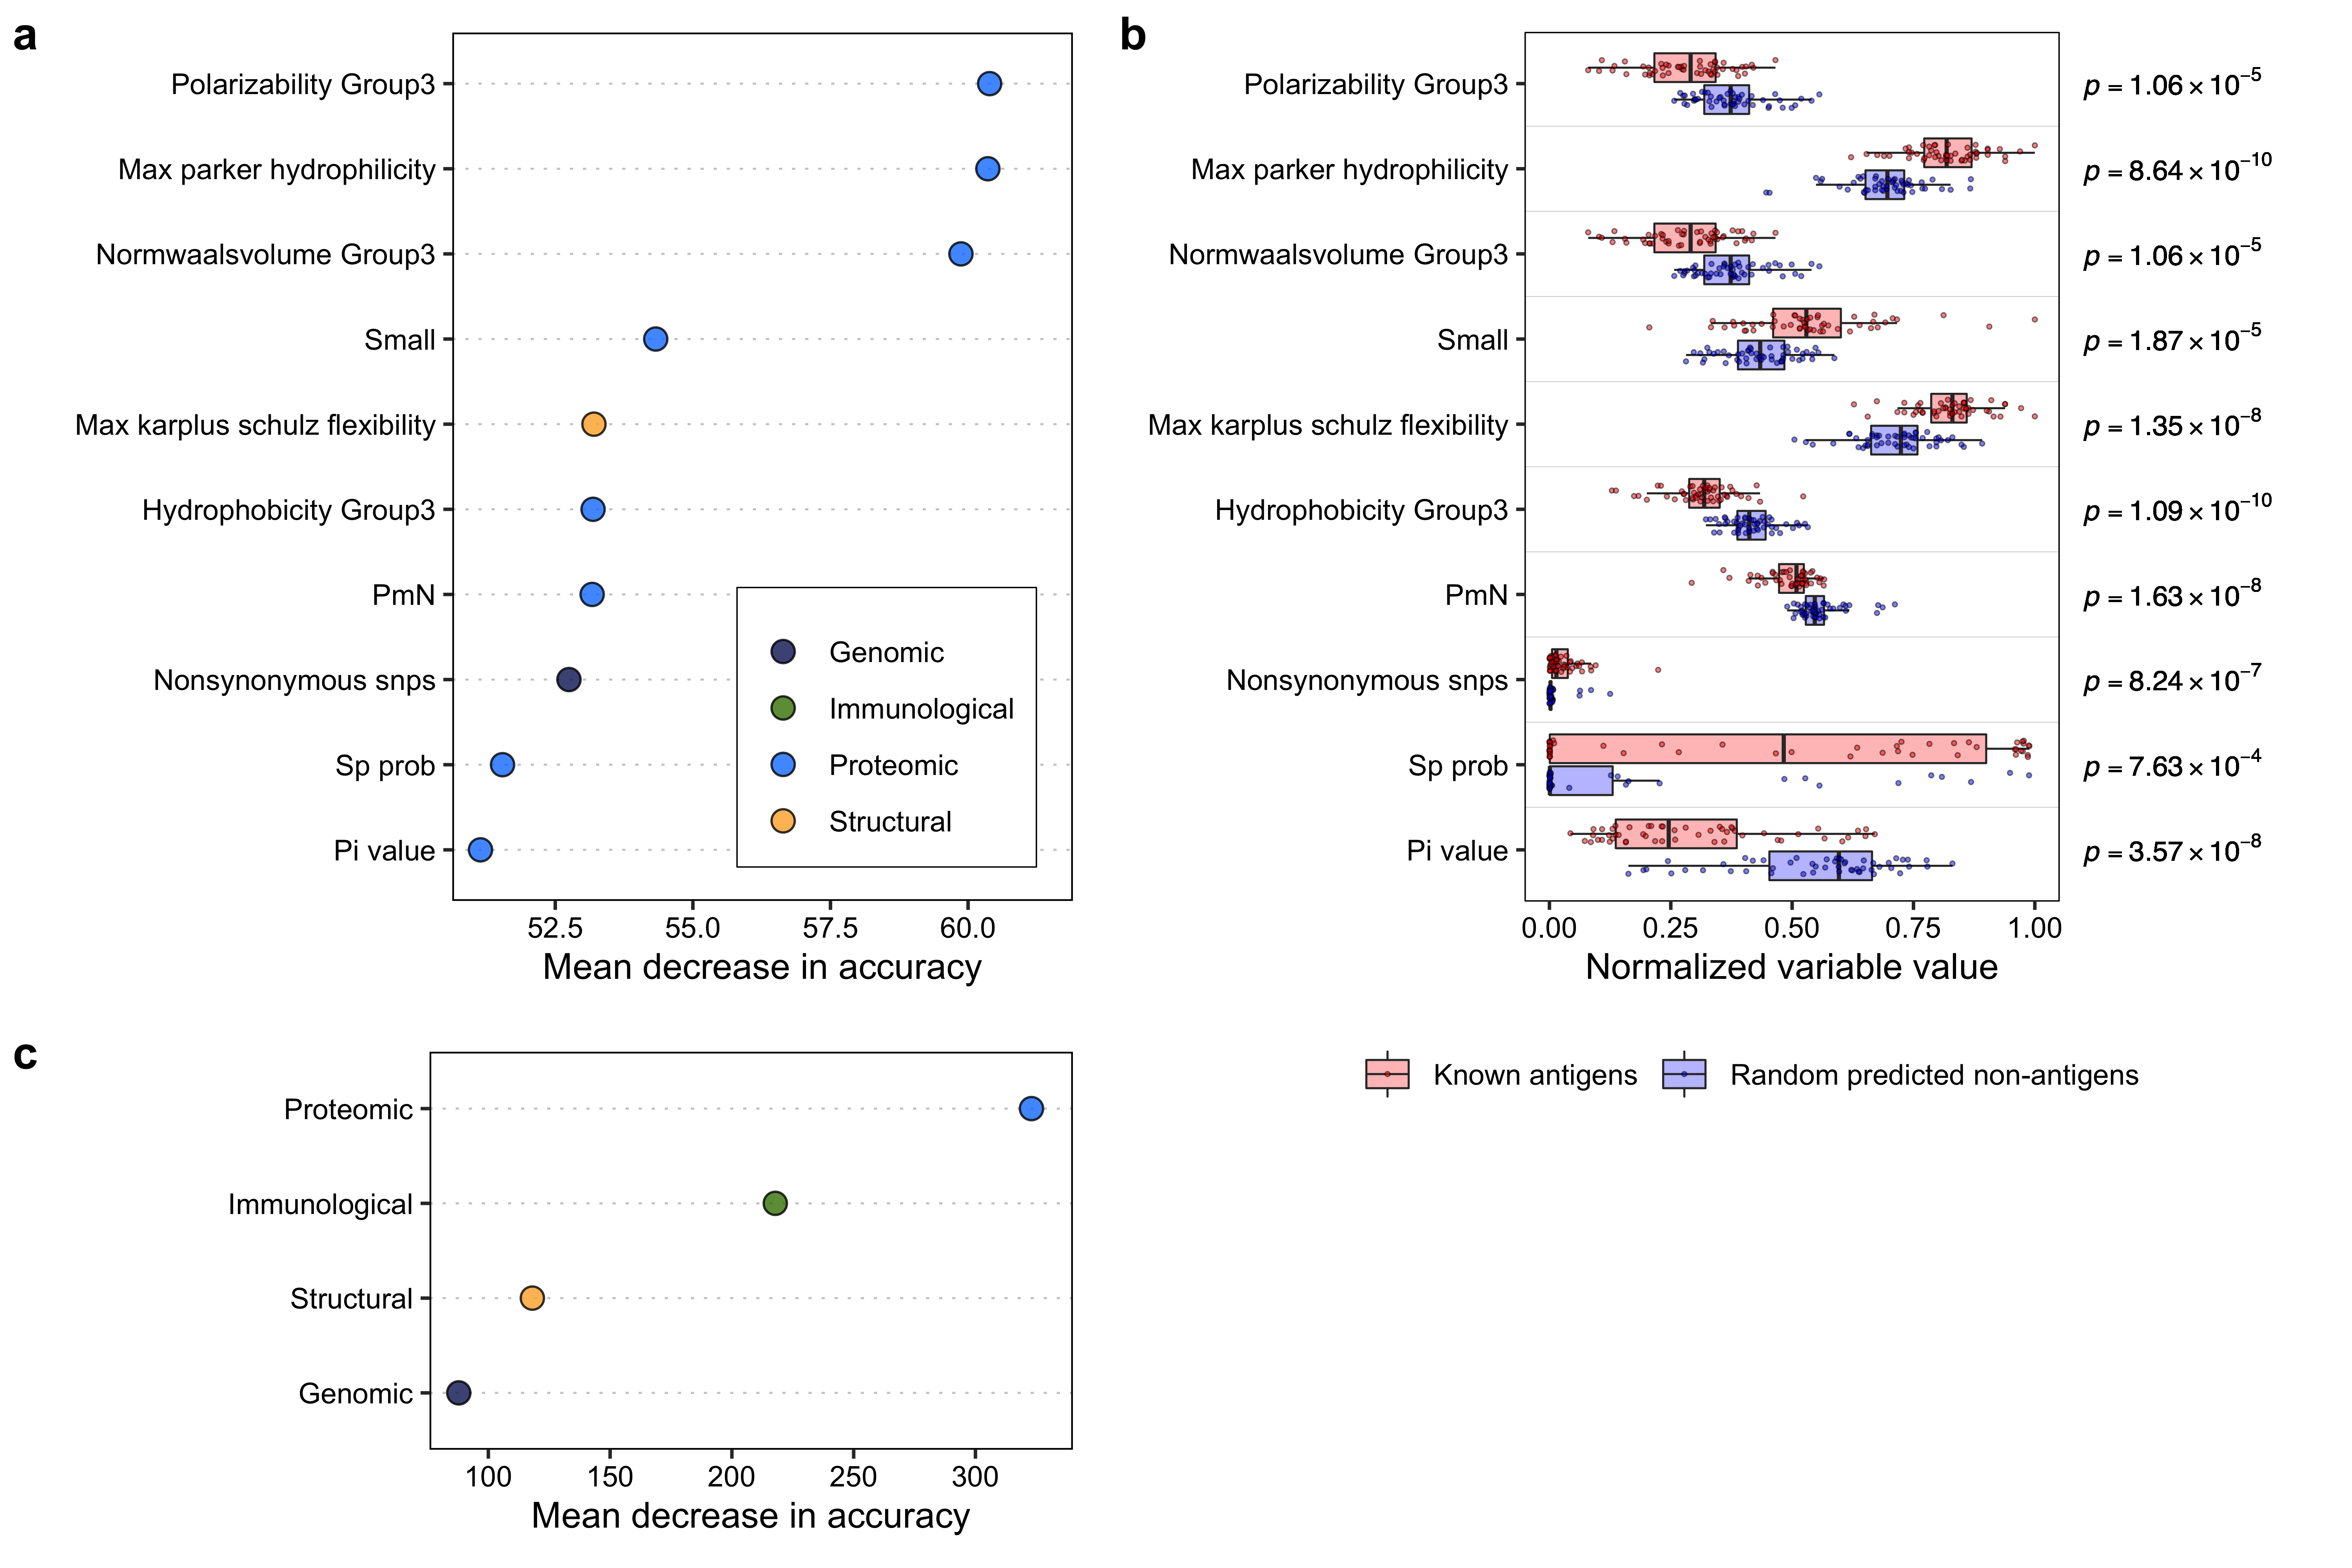 a
Polarizability Group3
Max parker hydrophilicity
Normwaalsvolume Group3
Small
Max karplus schulz flexibility
Hydrophobicity Group3
PmN
Nonsynonymous snps
Sp prob
Pi value
Genomic
Immunological
Proteomic
Structural
52.5 55.0 57.5 60.0
Mean decrease in accuracy
b
Polarizability Group3 p = 1.06 × 10⁻⁵
Max parker hydrophilicity p = 8.64 × 10⁻¹⁰
Normwaalsvolume Group3 p = 1.06 × 10⁻⁵
Small p = 1.87 × 10⁻⁵
Max karplus schulz flexibility p = 1.35 × 10⁻⁸
Hydrophobicity Group3 p = 1.09 × 10⁻¹⁰
PmN p = 1.63 × 10⁻⁸
Nonsynonymous snps p = 8.24 × 10⁻⁷
Sp prob p = 7.63 × 10⁻⁴
Pi value p = 3.57 × 10⁻⁸
0.00 0.25 0.50 0.75 1.00
Normalized variable value
Known antigens Random predicted non-antigens
c
Proteomic
Immunological
Structural
Genomic
100 150 200 250 300
Mean decrease in accuracy